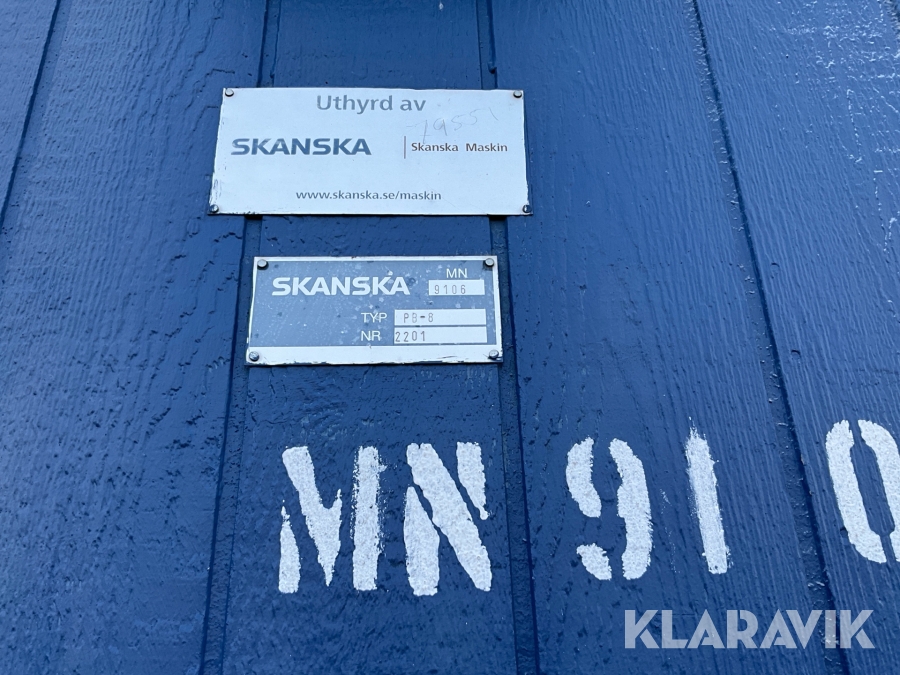 Uthyrd av
SKANSKA
Skanska Maskin
www.skanska.se/maskin
SKANSKA
MN
9106
TYP PB-8
NR 2201
MN 910
KLARAVIK